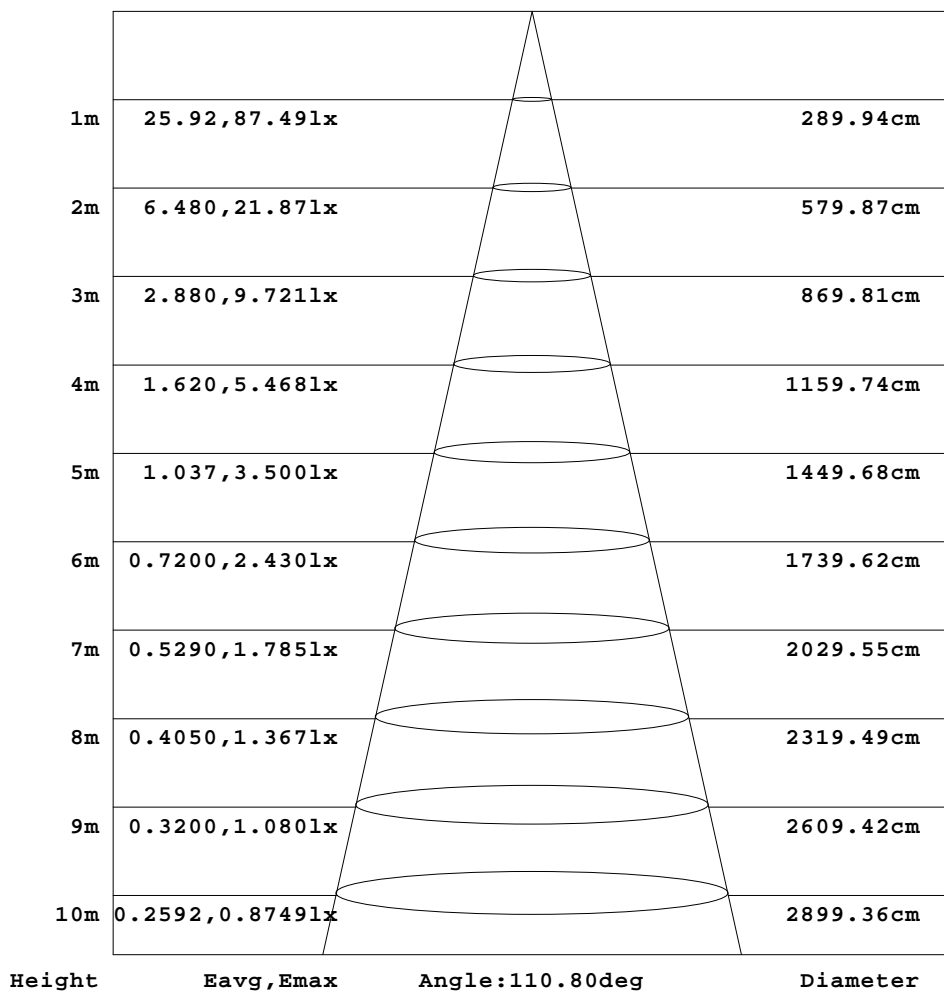 1m 25.92,87.49lx 289.94cm
2m 6.480,21.87lx 579.87cm
3m 2.880,9.721lx 869.81cm
4m 1.620,5.468lx 1159.74cm
5m 1.037,3.500lx 1449.68cm
6m 0.7200,2.430lx 1739.62cm
7m 0.5290,1.785lx 2029.55cm
8m 0.4050,1.367lx 2319.49cm
9m 0.3200,1.080lx 2609.42cm
10m 0.2592,0.8749lx 2899.36cm
Height Eavg,Emax Angle:110.80deg Diameter